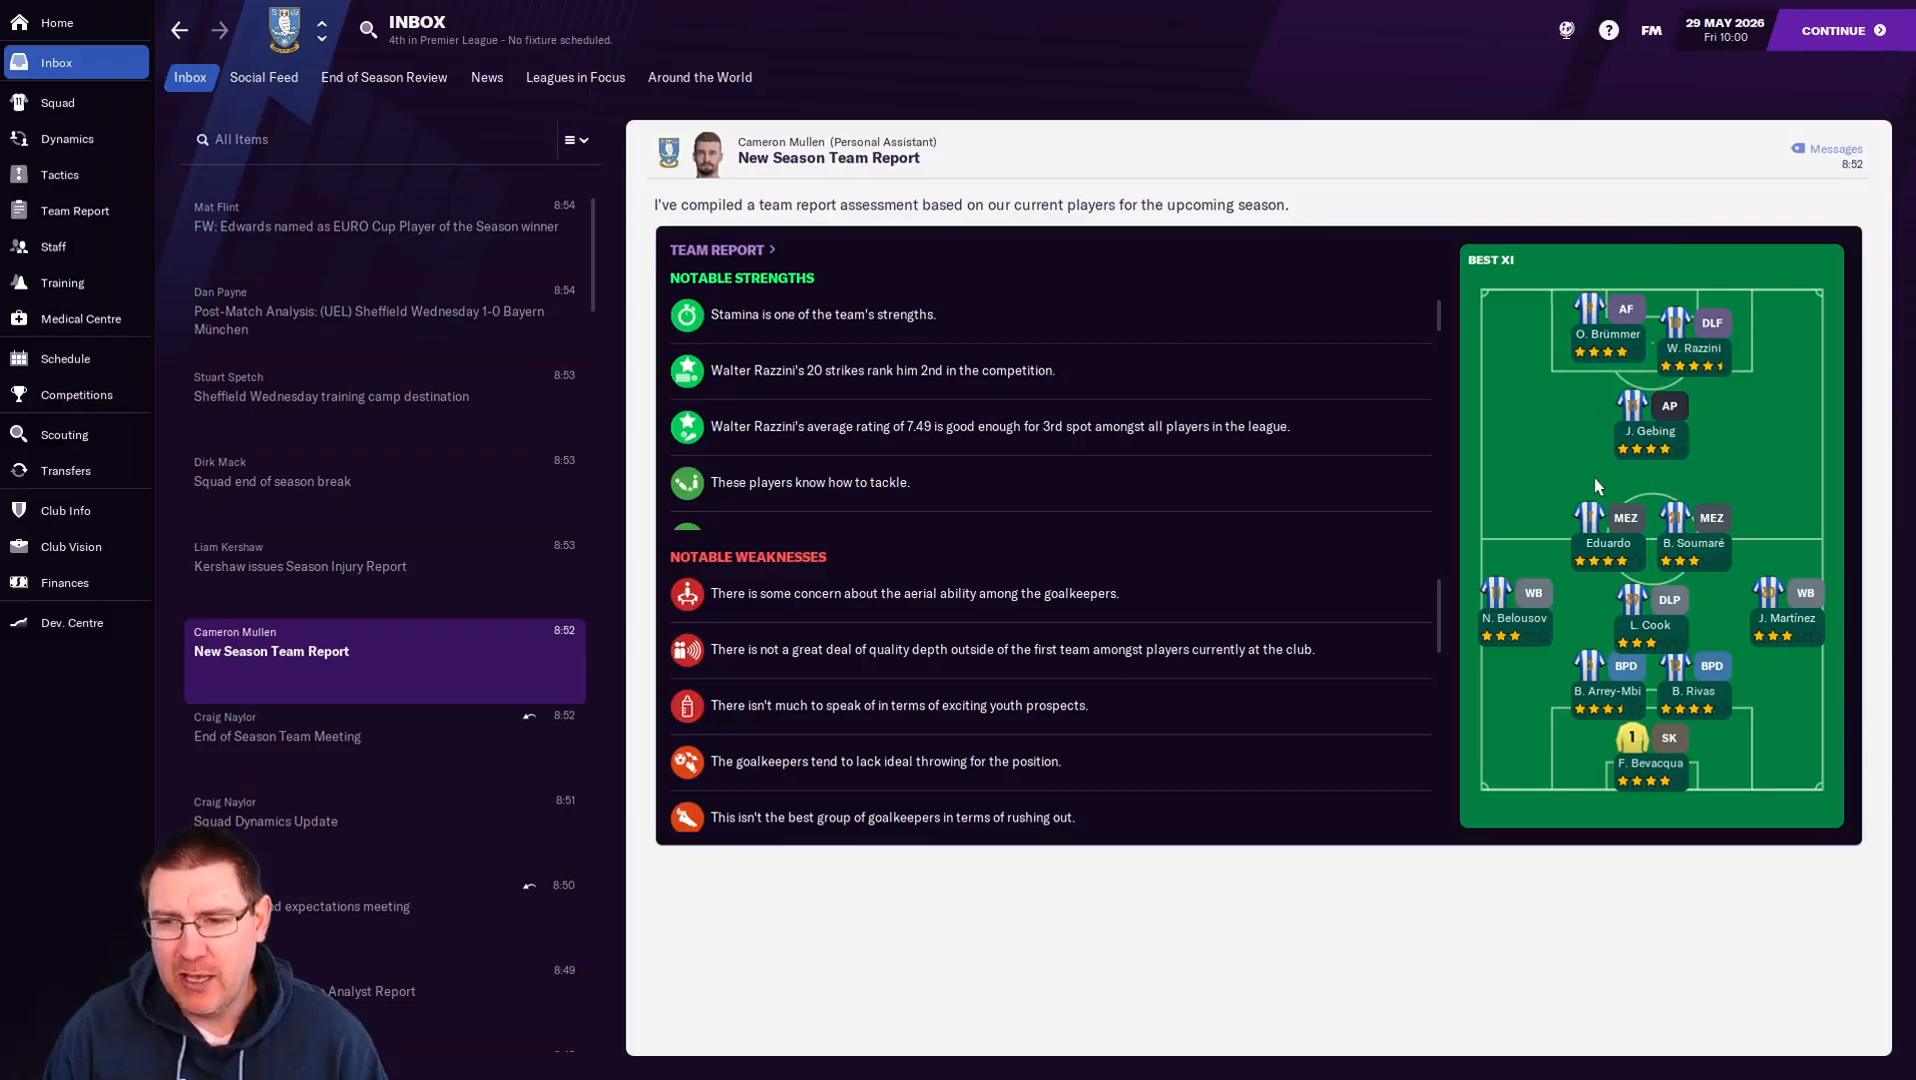 Home
Inbox
Squad
Dynamics
Tactics
Team Report
Staff
Training
Medical Centre
Schedule
Competitions
Scouting
Transfers
Club Info
Club Vision
Finances
Dev. Centre
INBOX
4th in Premier League - No fixture scheduled.
FM
29 MAY 2026
Fri 10:00
CONTINUE
Inbox
Social Feed
End of Season Review
News
Leagues in Focus
Around the World
All Items
Mat Flint
8:54
FW: Edwards named as EURO Cup Player of the Season winner
Dan Payne
8:54
Post-Match Analysis: (UEL) Sheffield Wednesday 1-0 Bayern
München
Stuart Spetch
8:53
Sheffield Wednesday training camp destination
Dirk Mack
8:53
Squad end of season break
Liam Kershaw
8:53
Kershaw issues Season Injury Report
Cameron Mullen
8:52
New Season Team Report
Craig Naylor
8:52
End of Season Team Meeting
Craig Naylor
8:51
Squad Dynamics Update
8:50
expectations meeting
8:49
Analyst Report
Cameron Mullen (Personal Assistant)
New Season Team Report
Messages
8:52
I've compiled a team report assessment based on our current players for the upcoming season.
TEAM REPORT >
NOTABLE STRENGTHS
Stamina is one of the team's strengths.
Walter Razzini's 20 strikes rank him 2nd in the competition.
Walter Razzini's average rating of 7.49 is good enough for 3rd spot amongst all players in the league.
These players know how to tackle.
NOTABLE WEAKNESSES
There is some concern about the aerial ability among the goalkeepers.
There is not a great deal of quality depth outside of the first team amongst players currently at the club.
There isn't much to speak of in terms of exciting youth prospects.
The goalkeepers tend to lack ideal throwing for the position.
This isn't the best group of goalkeepers in terms of rushing out.
BEST XI
AF
O. Brümmer
DLF
W. Razzini
AP
J. Gebing
MEZ
Eduardo
MEZ
B. Soumaré
WB
N. Belousov
DLP
L. Cook
WB
J. Martínez
BPD
B. Arrey-Mbi
BPD
B. Rivas
1
SK
F. Bevacqua